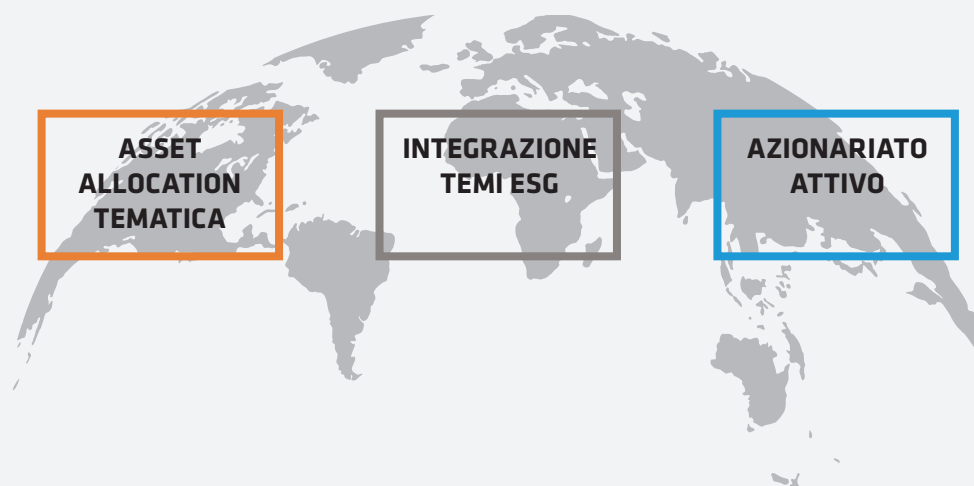 ASSET
ALLOCATION
TEMATICA
INTEGRAZIONE
TEMI ESG
AZIONARIATO
ATTIVO